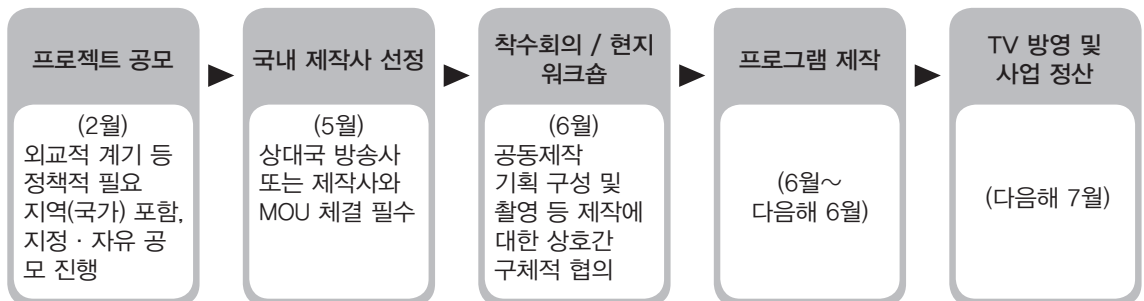 프로젝트 공모
(2월)
외교적 계기 등
정책적 필요
지역(국가) 포함,
지정 · 자유 공
모 진행
국내 제작사 선정
(5월)
상대국 방송사
또는 제작사와
MOU 체결 필수
착수회의 / 현지
워크숍
(6월)
공동제작
기획 구성 및
촬영 등 제작에
대한 상호간
구체적 협의
프로그램 제작
(6월~
다음해 6월)
TV 방영 및
사업 정산
(다음해 7월)